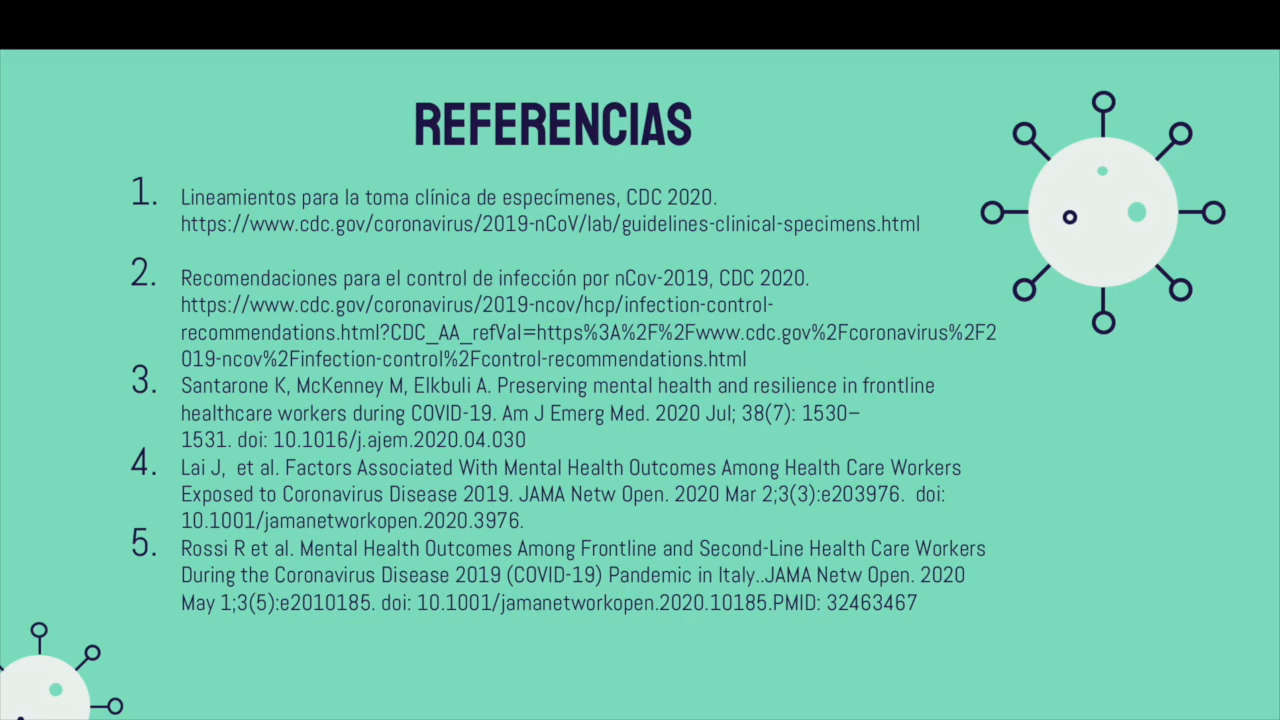 REFERENCIAS
1. Lineamientos para la toma clínica de especímenes, CDC 2020.
https://www.cdc.gov/coronavirus/2019-nCoV/lab/guidelines-clinical-specimens.html
2. Recomendaciones para el control de infección por nCov-2019, CDC 2020.
https://www.cdc.gov/coronavirus/2019-ncov/hcp/infection-control-
recommendations.html?CDC_AA_refVal=https%3A%2F%2Fwww.cdc.gov%2Fcoronavirus%2F2
019-ncov%2Finfection-control%2Fcontrol-recommendations.html
3. Santarone K, McKenney M, Elkbuli A. Preserving mental health and resilience in frontline
healthcare workers during COVID-19. Am J Emerg Med. 2020 Jul; 38(7): 1530–
1531. doi: 10.1016/j.ajem.2020.04.030
4. Lai J,  et al. Factors Associated With Mental Health Outcomes Among Health Care Workers
Exposed to Coronavirus Disease 2019. JAMA Netw Open. 2020 Mar 2;3(3):e203976.  doi:
10.1001/jamanetworkopen.2020.3976.
5. Rossi R et al. Mental Health Outcomes Among Frontline and Second-Line Health Care Workers
During the Coronavirus Disease 2019 (COVID-19) Pandemic in Italy..JAMA Netw Open. 2020
May 1;3(5):e2010185. doi: 10.1001/jamanetworkopen.2020.10185.PMID: 32463467